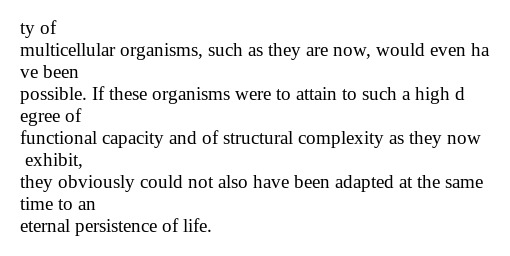 ty of
multicellular organisms, such as they are now, would even ha
ve been
possible. If these organisms were to attain to such a high d
egree of
functional capacity and of structural complexity as they now
 exhibit,
they obviously could not also have been adapted at the same
time to an
eternal persistence of life.